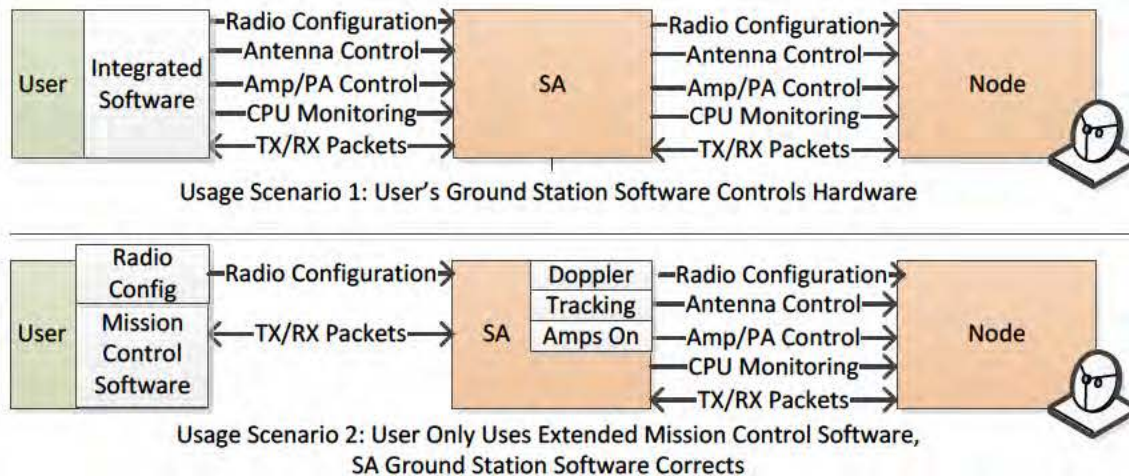 User
Integrated
Software
Radio Configuration
Antenna Control
Amp/PA Control
CPU Monitoring
TX/RX Packets
SA
Radio Configuration
Antenna Control
Amp/PA Control
CPU Monitoring
TX/RX Packets
Node
Usage Scenario 1: User's Ground Station Software Controls Hardware
User
Radio
Config
Mission
Control
Software
Radio Configuration
TX/RX Packets
SA
Doppler
Tracking
Amps On
Radio Configuration
Antenna Control
Amp/PA Control
CPU Monitoring
TX/RX Packets
Node
Usage Scenario 2: User Only Uses Extended Mission Control Software,
SA Ground Station Software Corrects